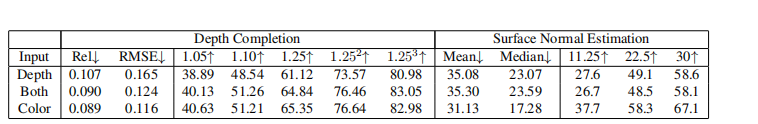 Depth Completion Surface Normal Estimation
Input Rel↓ RMSE↓ 1.05↑ 1.10↑ 1.25↑ 1.25²↑ 1.25³↑ Mean↓ Median↓ 11.25↑ 22.5↑ 30↑
Depth 0.107 0.165 38.89 48.54 61.12 73.57 80.98 35.08 23.07 27.6 49.1 58.6
Both 0.090 0.124 40.13 51.26 64.84 76.46 83.05 35.30 23.59 26.7 48.5 58.1
Color 0.089 0.116 40.63 51.21 65.35 76.64 82.98 31.13 17.28 37.7 58.3 67.1